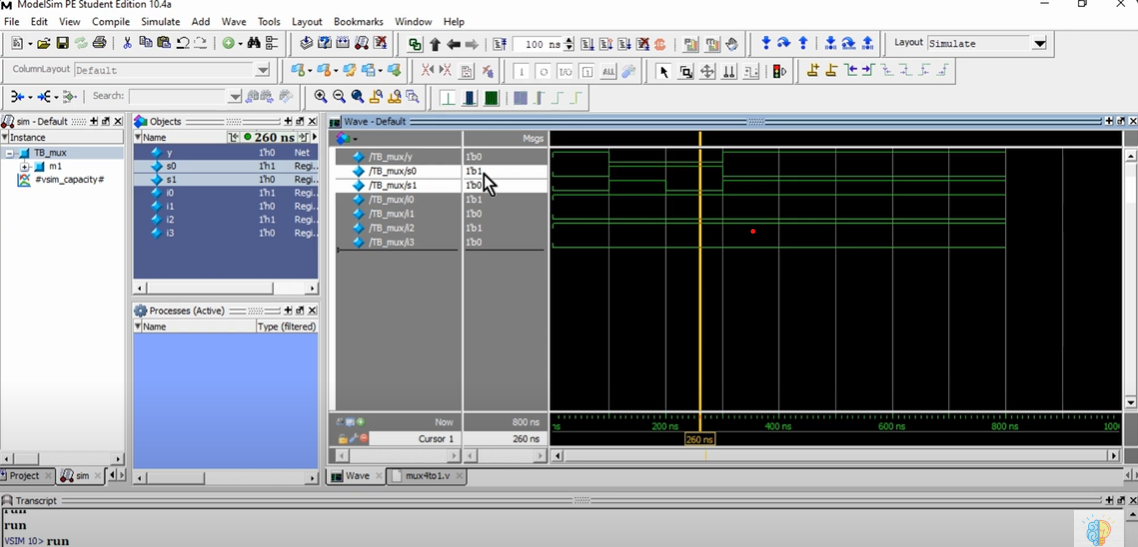 ModelSim PE Student Edition 10.4a
File Edit View Compile Simulate Add Wave Tools Layout Bookmarks Window Help
100 ns
Layout Simulate
ColumnLayout Default
ALL
Search:
sim - Default
Instance
TB_mux
m1
#vsim_capacity#
Project
sim
Objects
Name 260 ns
y 1'h0 Net
s0 1'h1 Regi..
s1 1'h0 Regi..
i0 1'h1 Regi..
i1 1'h0 Regi..
i2 1'h1 Regi..
i3 1'h0 Regi..
Processes (Active)
Name Type (filtered)
Wave - Default
Msgs
/TB_mux/y 1'b0
/TB_mux/s0 1'b1
/TB_mux/s1 1'b0
/TB_mux/i0 1'b1
/TB_mux/i1 1'b0
/TB_mux/i2 1'b1
/TB_mux/i3 1'b0
Now 800 ns
Cursor 1 260 ns
ns 200 ns 400 ns 600 ns 800 ns 100
260 ns
Wave
mux4to1.v
Transcript
run
run
VSIM 10> run